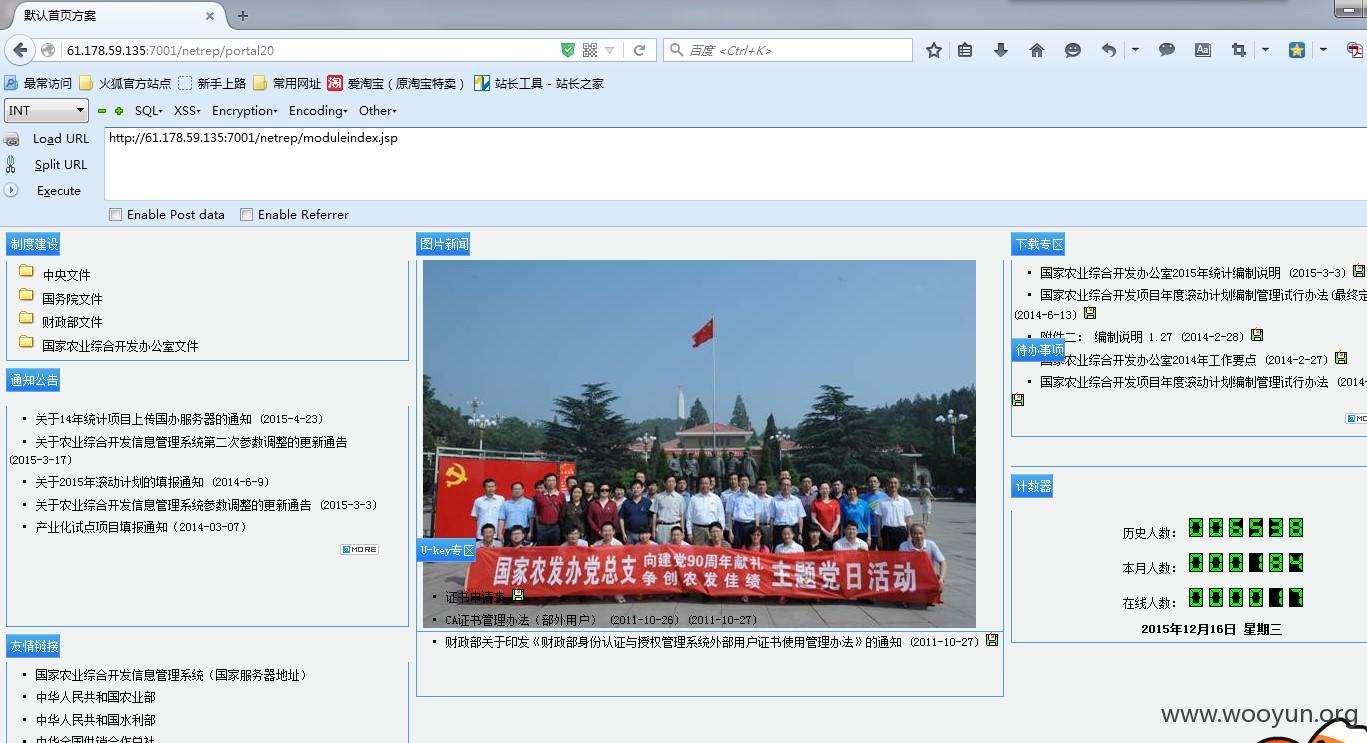 默认首页方案
61.178.59.135:7001/netrep/portal20
百度 <Ctrl+K>
最常访问 火狐官方站点 新手上路 常用网址 爱淘宝（原淘宝特卖） 站长工具 - 站长之家
INT SQL XSS Encryption Encoding Other
Load URL
http://61.178.59.135:7001/netrep/moduleindex.jsp
Split URL
Execute
Enable Post data Enable Referrer
制度建设
中央文件
国务院文件
财政部文件
国家农业综合开发办公室文件
通知公告
关于14年统计项目上传国办服务器的通知 (2015-4-23)
关于农业综合开发信息管理系统第二次参数调整的更新通告
(2015-3-17)
关于2015年滚动计划的填报通知 (2014-6-9)
关于农业综合开发信息管理系统参数调整的更新通告 (2015-3-3)
产业化试点项目填报通知（2014-03-07）
MORE
友情链接
国家农业综合开发信息管理系统（国家服务器地址）
中华人民共和国农业部
中华人民共和国水利部
中华全国供销合作总社
图片新闻
国家农发办党总支 向建党90周年献礼 争创农发佳绩 主题党日活动
U-key专区
证书申请表
CA证书管理办法（部外用户） (2011-10-26) (2011-10-27)
财政部关于印发《财政部身份认证与授权管理系统外部用户证书使用管理办法》的通知 (2011-10-27)
下载专区
国家农业综合开发办公室2015年统计编制说明 (2015-3-3)
国家农业综合开发项目年度滚动计划编制管理试行办法(最终定
(2014-6-13)
附件二： 编制说明 1.27 (2014-2-28)
待办事项
国家农业综合开发办公室2014年工作要点 (2014-2-27)
国家农业综合开发项目年度滚动计划编制管理试行办法 (2014-
MO
计数器
历史人数： 006538
本月人数： 000184
在线人数： 000017
2015年12月16日 星期三
www.wooyun.org